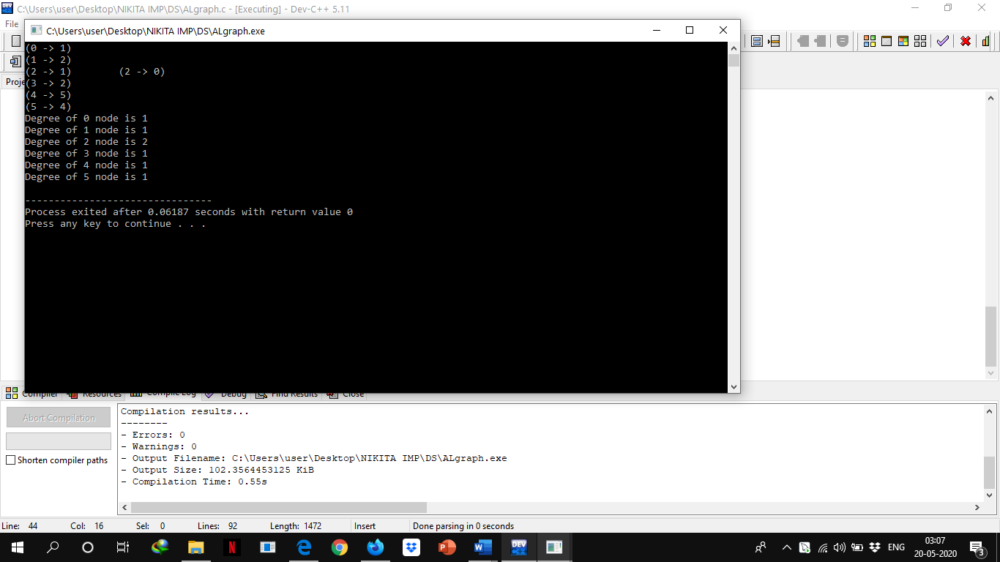 C:\Users\user\Desktop\NIKITA IMP\DS\ALgraph.c - [Executing] - Dev-C++ 5.11
File
C:\Users\user\Desktop\NIKITA IMP\DS\ALgraph.exe
Proje
(0 -> 1)
(1 -> 2)
(2 -> 1)        (2 -> 0)
(3 -> 2)
(4 -> 5)
(5 -> 4)
Degree of 0 node is 1
Degree of 1 node is 1
Degree of 2 node is 2
Degree of 3 node is 1
Degree of 4 node is 1
Degree of 5 node is 1
--------------------------------
Process exited after 0.06187 seconds with return value 0
Press any key to continue . . .
Compiler Resources Compile Log Debug Find Results Close
Abort Compilation
Shorten compiler paths
Compilation results...
--------
- Errors: 0
- Warnings: 0
- Output Filename: C:\Users\user\Desktop\NIKITA IMP\DS\ALgraph.exe
- Output Size: 102.3564453125 KiB
- Compilation Time: 0.55s
Line: 44 Col: 16 Sel: 0 Lines: 92 Length: 1472 Insert Done parsing in 0 seconds
N
DEV
ENG
03:07
20-05-2020
3